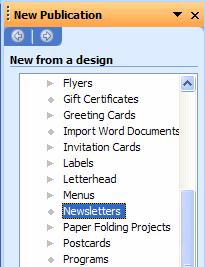 New Publication
New from a design
Flyers
Gift Certificates
Greeting Cards
Import Word Documents
Invitation Cards
Labels
Letterhead
Menus
Newsletters
Paper Folding Projects
Postcards
Programs